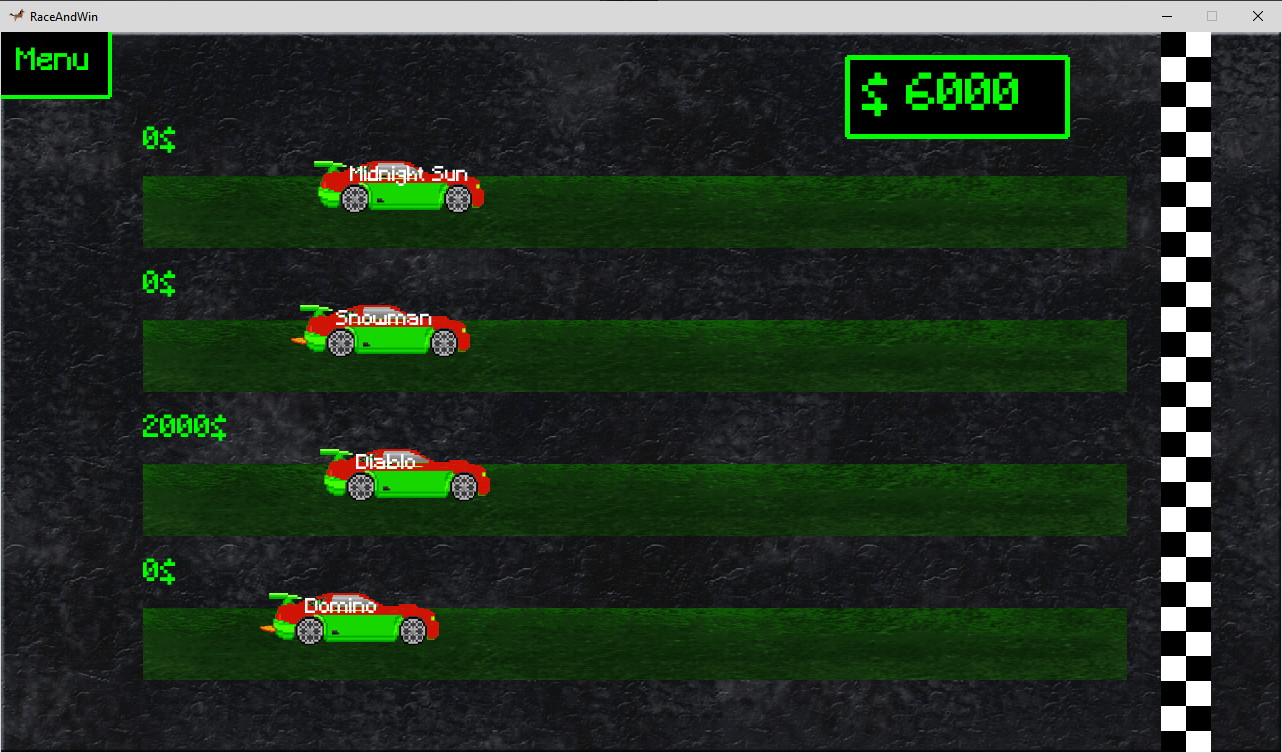 RaceAndWin
Menu
$ 6000
0$
Midnight Sun
0$
Snowman
2000$
Diablo
0$
Domino